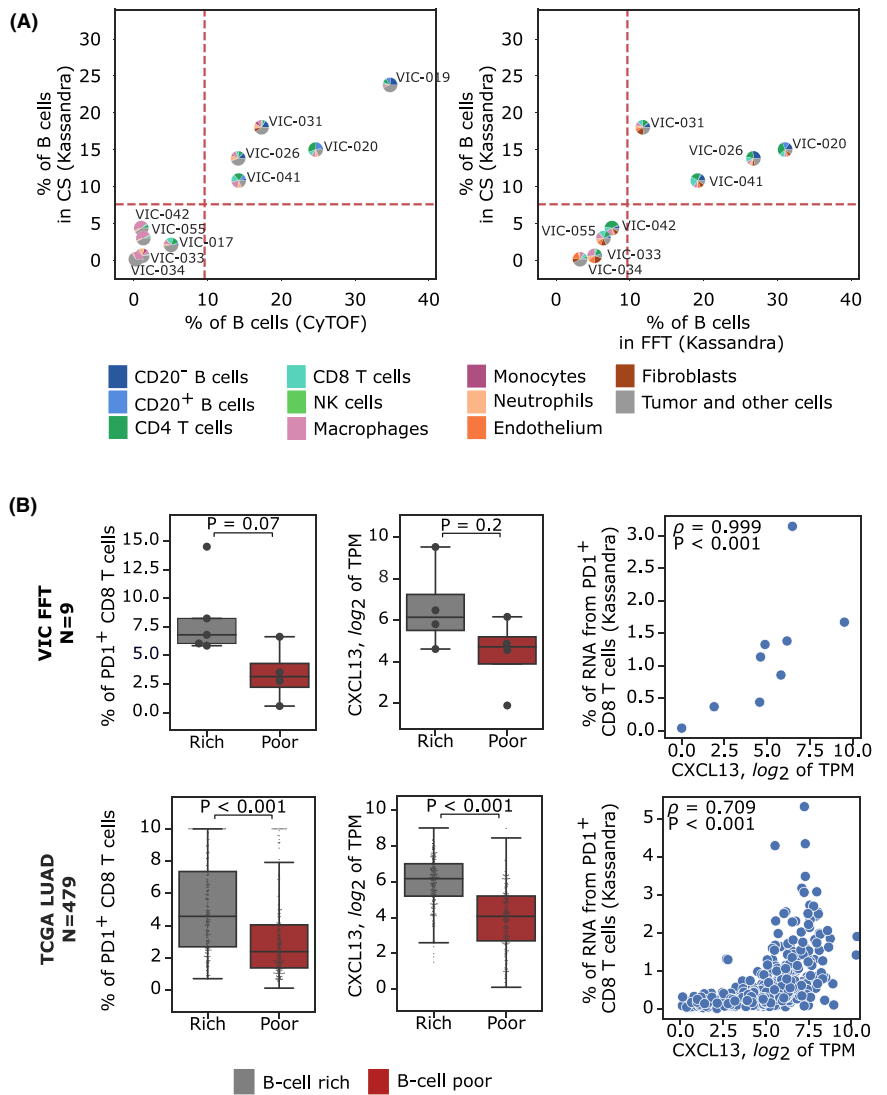 (A)
% of B cells
in CS (Kassandra)
35
30
25
20
15
10
5
0
VIC-019
VIC-031
VIC-020
VIC-026
VIC-041
VIC-042
VIC-055
VIC-017
VIC-033
VIC-034
0 10 20 30 40
% of B cells (CyTOF)
% of B cells
in CS (Kassandra)
30
25
20
15
10
5
0
VIC-031
VIC-020
VIC-026
VIC-041
VIC-042
VIC-055
VIC-033
VIC-034
0 10 20 30 40
% of B cells
in FFT (Kassandra)
CD20- B cells
CD20+ B cells
CD4 T cells
CD8 T cells
NK cells
Macrophages
Monocytes
Neutrophils
Endothelium
Fibroblasts
Tumor and other cells
(B)
VIC FFT
N=9
% of PD1+ CD8 T cells
15.0
12.5
10.0
7.5
5.0
2.5
0.0
P = 0.07
Rich Poor
CXCL13, log2 of TPM
10
8
6
4
2
P = 0.2
Rich Poor
% of RNA from PD1+
CD8 T cells (Kassandra)
3.0
2.5
2.0
1.5
1.0
0.5
0.0
ρ = 0.999
P < 0.001
0.0 2.5 5.0 7.5 10.0
CXCL13, log2 of TPM
TCGA LUAD
N=479
% of PD1+ CD8 T cells
10
8
6
4
2
0
P < 0.001
Rich Poor
CXCL13, log2 of TPM
10
8
6
4
2
0
P < 0.001
Rich Poor
% of RNA from PD1+
CD8 T cells (Kassandra)
5
4
3
2
1
0
ρ = 0.709
P < 0.001
0.0 2.5 5.0 7.5 10.0
CXCL13, log2 of TPM
B-cell rich
B-cell poor